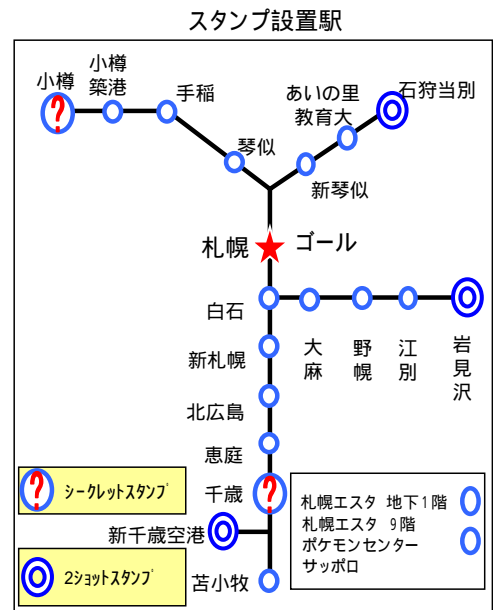 スタンプ設置駅
小樽
小樽
築港
手稲
琴似
あいの里
教育大
石狩当別
新琴似
札幌
ゴール
白石
大麻
野幌
江別
岩見沢
新札幌
北広島
恵庭
千歳
新千歳空港
苫小牧
?
シークレットスタンプ
2ショットスタンプ
札幌エスタ 地下1階
札幌エスタ 9階
ポケモンセンター
サッポロ